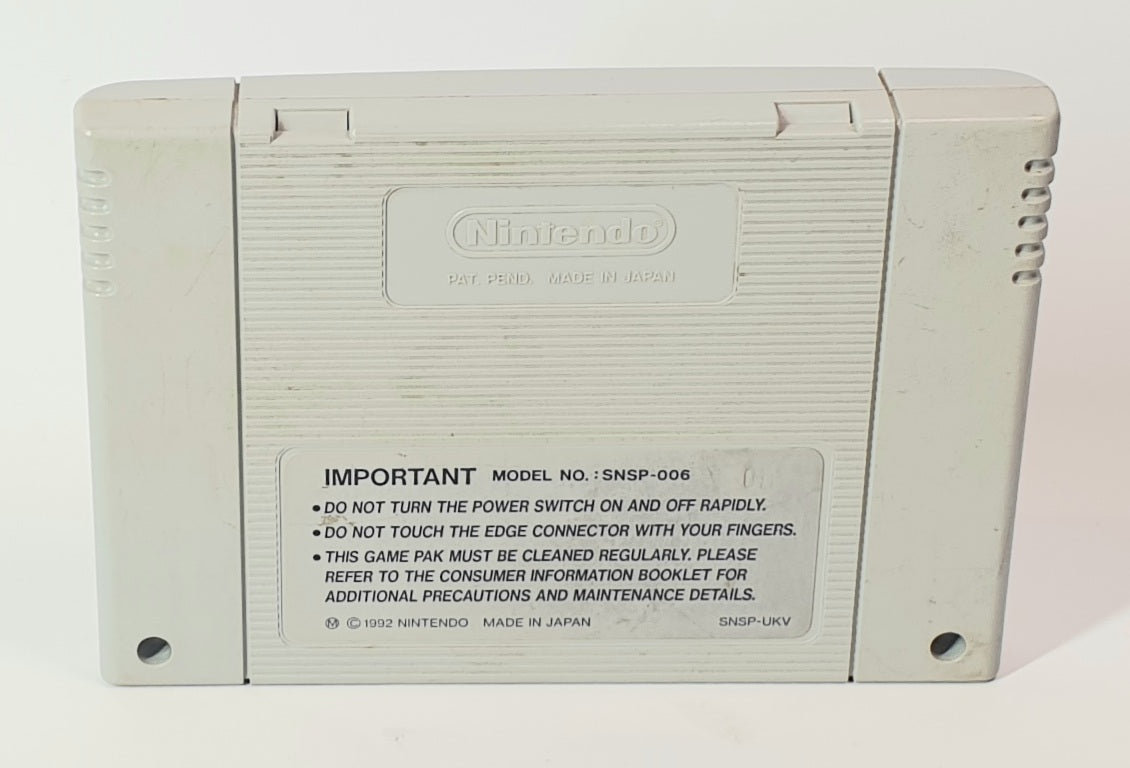 Nintendo
PAT. PEND. MADE IN JAPAN
IMPORTANT MODEL NO. : SNSP-006
• DO NOT TURN THE POWER SWITCH ON AND OFF RAPIDLY.
• DO NOT TOUCH THE EDGE CONNECTOR WITH YOUR FINGERS.
• THIS GAME PAK MUST BE CLEANED REGULARLY. PLEASE
REFER TO THE CONSUMER INFORMATION BOOKLET FOR
ADDITIONAL PRECAUTIONS AND MAINTENANCE DETAILS.
Ⓜ © 1992 NINTENDO MADE IN JAPAN SNSP-UKV